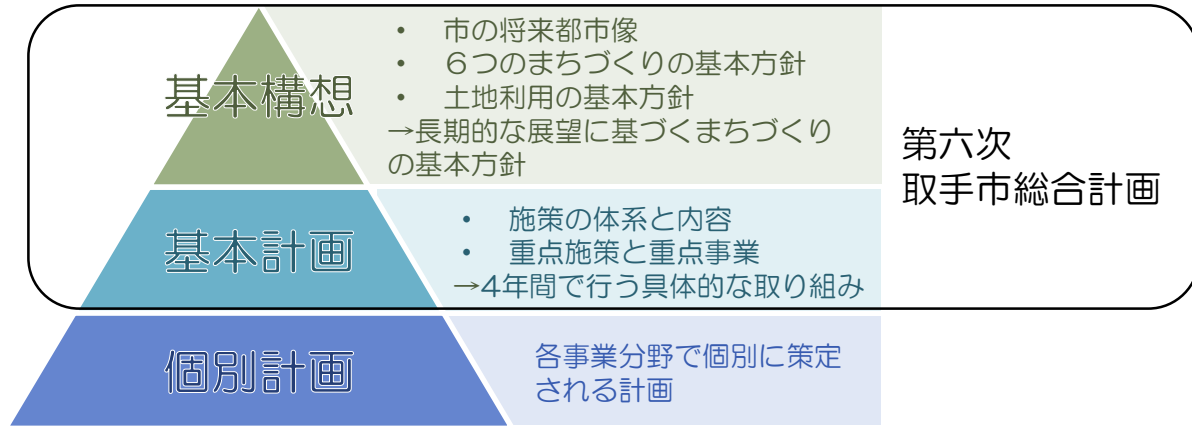 基本構想
• 市の将来都市像
• ６つのまちづくりの基本方針
• 土地利用の基本方針
→長期的な展望に基づくまちづくり
の基本方針
基本計画
• 施策の体系と内容
• 重点施策と重点事業
→4年間で行う具体的な取り組み
個別計画
各事業分野で個別に策定
される計画
第六次
取手市総合計画